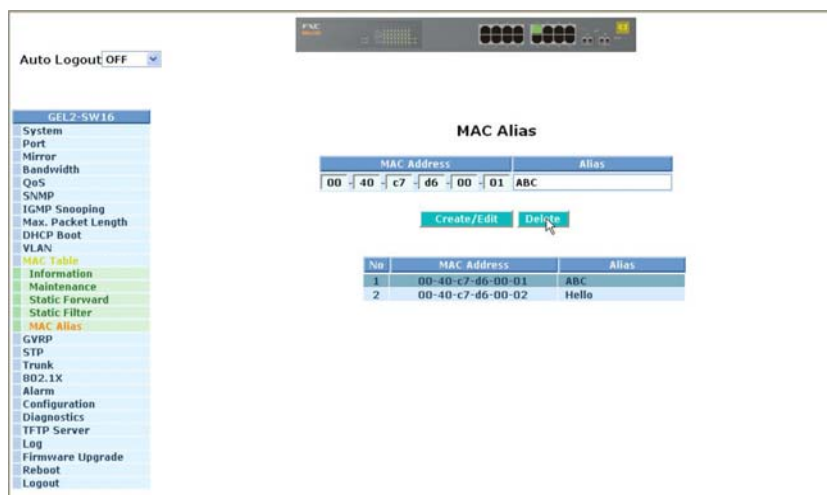 FXC
Auto Logout OFF
GEL2-SW16
System
Port
Mirror
Bandwidth
QoS
SNMP
IGMP Snooping
Max. Packet Length
DHCP Boot
VLAN
MAC Table
Information
Maintenance
Static Forward
Static Filter
MAC Alias
GVRP
STP
Trunk
802.1X
Alarm
Configuration
Diagnostics
TFTP Server
Log
Firmware Upgrade
Reboot
Logout
MAC Alias
MAC Address Alias
00 - 40 - c7 - d6 - 00 - 01 ABC
Create/Edit Delete
No MAC Address Alias
1 00-40-c7-d6-00-01 ABC
2 00-40-c7-d6-00-02 Hello